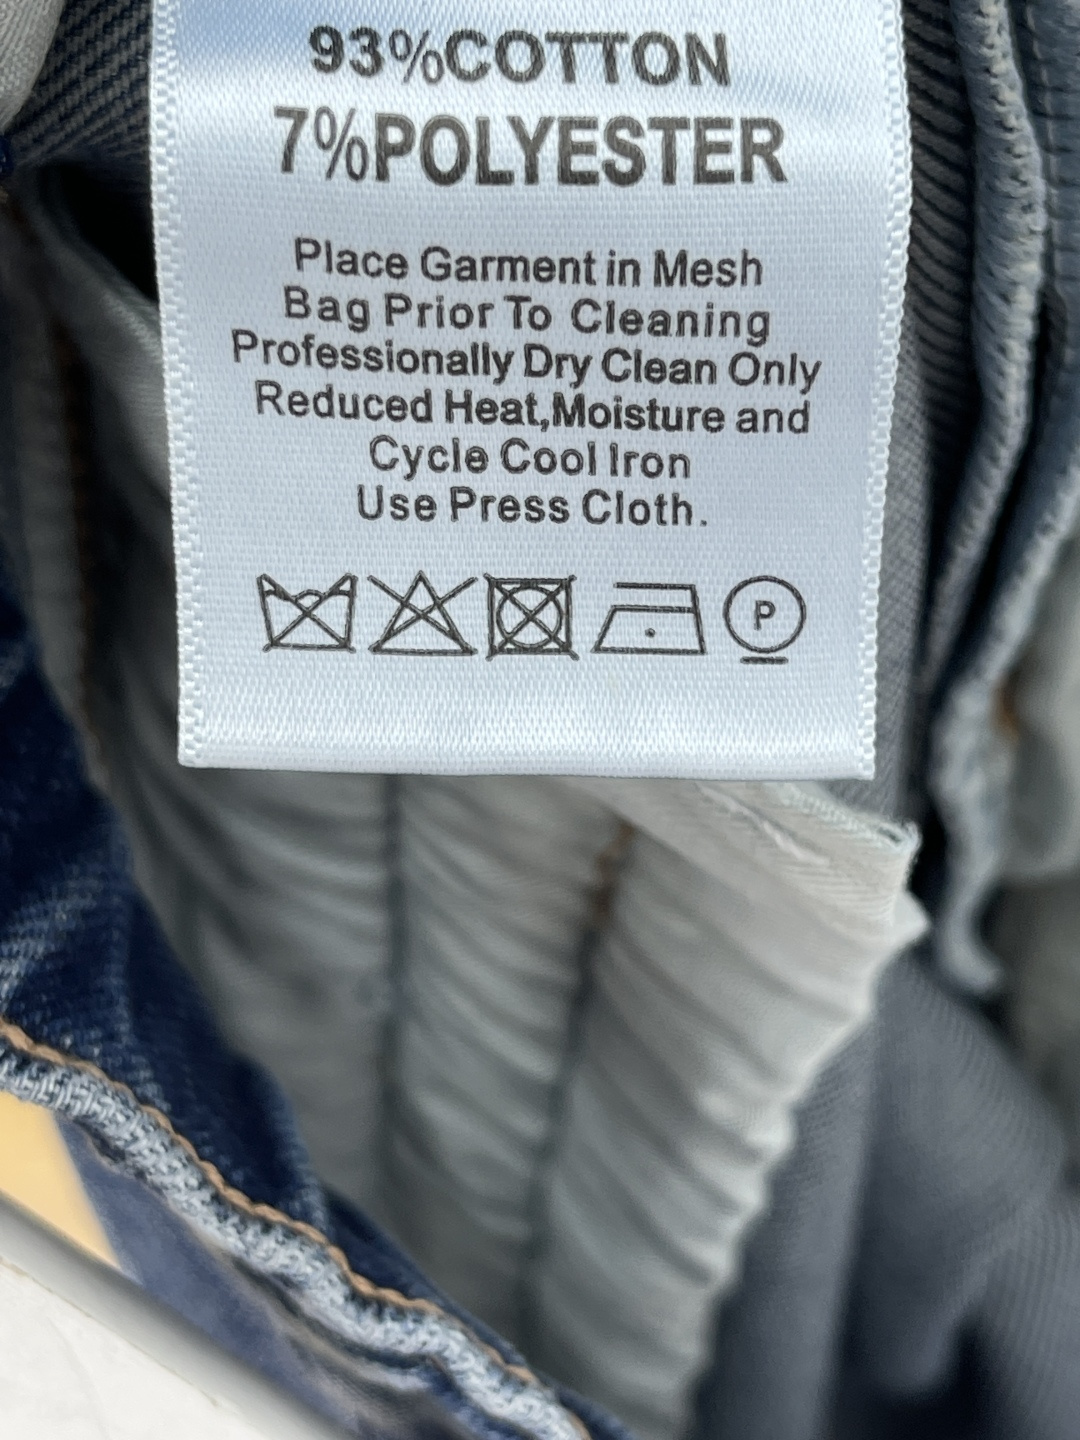 93%COTTON
7%POLYESTER
Place Garment in Mesh
Bag Prior To Cleaning
Professionally Dry Clean Only
Reduced Heat,Moisture and
Cycle Cool Iron
Use Press Cloth.
P